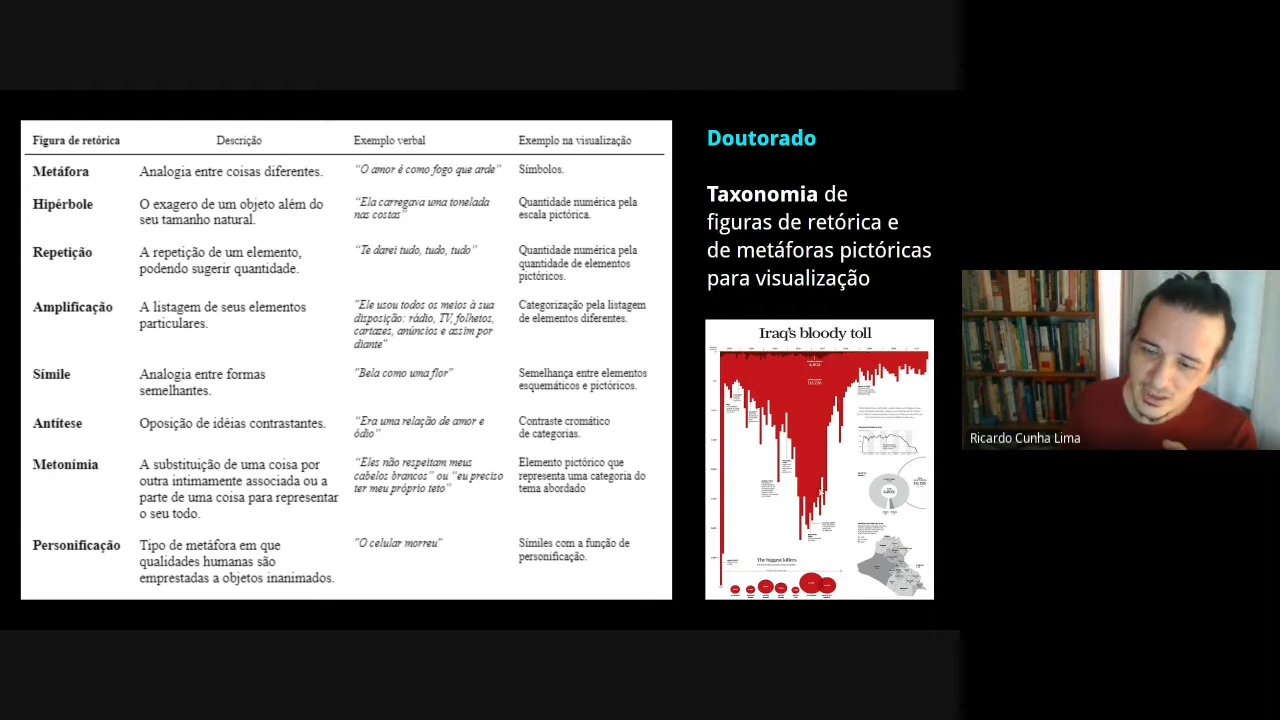 Figura de retórica Descrição Exemplo verbal Exemplo na visualização
Metáfora
Analogia entre coisas diferentes.
"O amor é como fogo que arde"
Símbolos.
Hipérbole
O exagero de um objeto além do
seu tamanho natural.
"Ela carregava uma tonelada
nas costas"
Quantidade numérica pela
escala pictórica.
Repetição
A repetição de um elemento,
podendo sugerir quantidade.
"Te darei tudo, tudo, tudo"
Quantidade numérica pela
quantidade de elementos
pictóricos.
Amplificação
A listagem de seus elementos
particulares.
"Ele usou todos os meios à sua
disposição: rádio, TV, folhetos,
cartazes, anúncios e assim por
diante"
Categorização pela listagem
de elementos diferentes.
Símile
Analogia entre formas
semelhantes.
"Bela como uma flor"
Semelhança entre elementos
esquemáticos e pictóricos.
Antítese
Oposição de idéias contrastantes.
"Era uma relação de amor e
ódio"
Contraste cromático
de categorias.
Metonímia
A substituição de uma coisa por
outra intimamente associada ou a
parte de uma coisa para representar
o seu todo.
"Eles não respeitam meus
cabelos brancos" ou "eu preciso
ter meu próprio teto"
Elemento pictórico que
representa uma categoria do
tema abordado
Personificação
Tipo de metáfora em que
qualidades humanas são
emprestadas a objetos inanimados.
"O celular morreu"
Símiles com a função de
personificação.
Doutorado
Taxonomia de
figuras de retórica e
de metáforas pictóricas
para visualização
Iraq's bloody toll
The biggest killers
Ricardo Cunha Lima